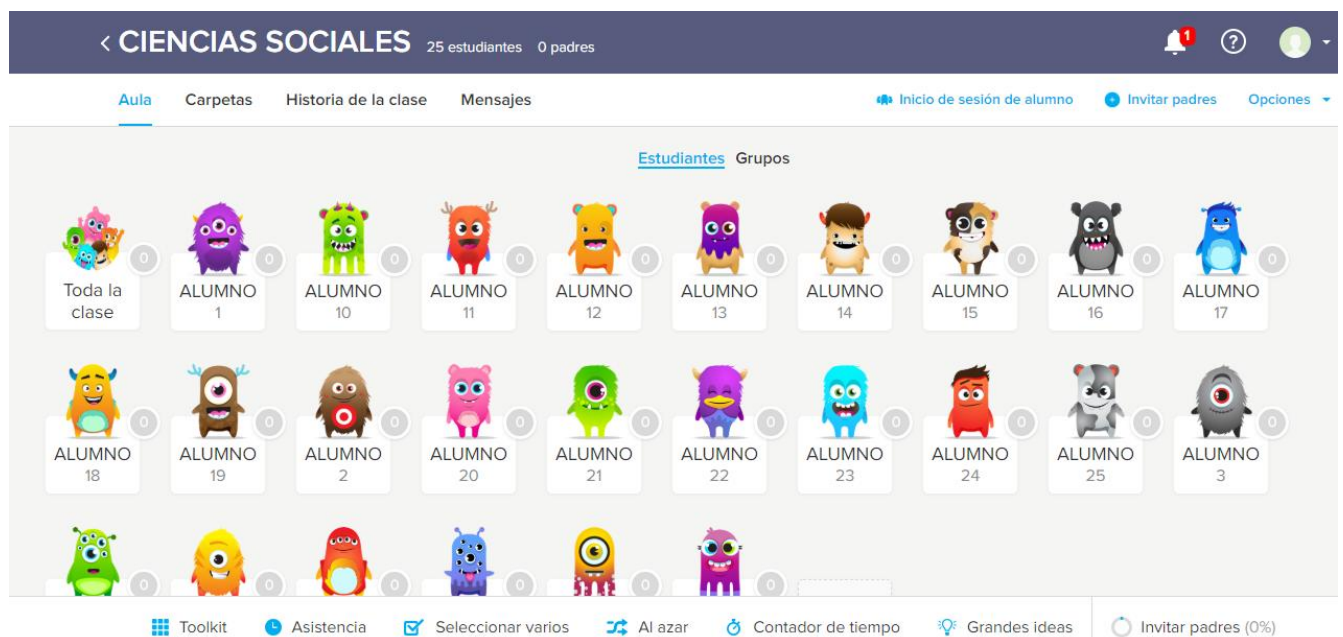 < CIENCIAS SOCIALES 25 estudiantes 0 padres 1 ?
Aula Carpetas Historia de la clase Mensajes Inicio de sesión de alumno Invitar padres Opciones
Estudiantes Grupos
0 0 0 0 0 0 0 0 0 0
Toda la clase ALUMNO ALUMNO ALUMNO ALUMNO ALUMNO ALUMNO ALUMNO ALUMNO ALUMNO
1 10 11 12 13 14 15 16 17
0 0 0 0 0 0 0 0 0 0
ALUMNO ALUMNO ALUMNO ALUMNO ALUMNO ALUMNO ALUMNO ALUMNO ALUMNO ALUMNO
18 19 2 20 21 22 23 24 25 3
0 0 0 0 0 0
Toolkit Asistencia Seleccionar varios Al azar Contador de tiempo Grandes ideas Invitar padres (0%)